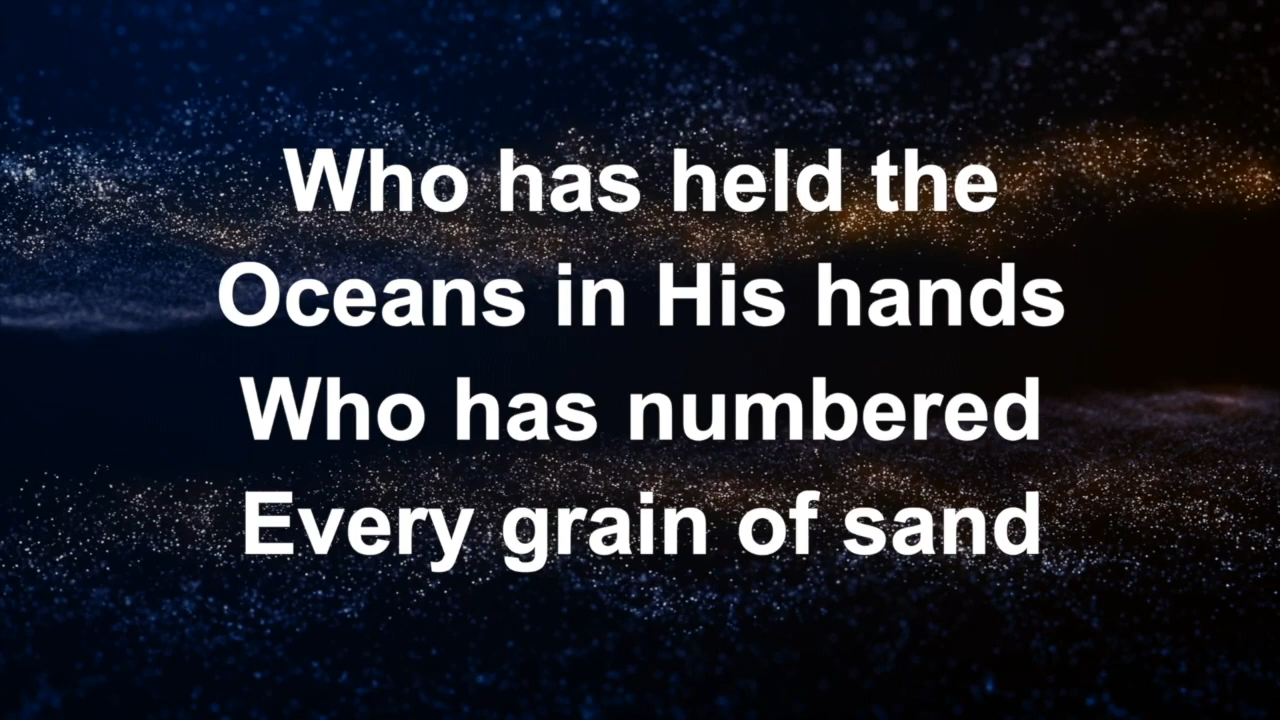 Who has held the
Oceans in His hands
Who has numbered
Every grain of sand